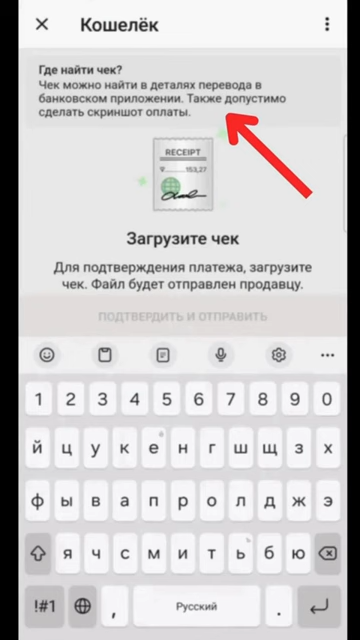 Кошелёк
Где найти чек?
Чек можно найти в деталях перевода в
банковском приложении. Также допустимо
сделать скриншот оплаты.
RECEIPT
153,27
Загрузите чек
Для подтверждения платежа, загрузите
чек. Файл будет отправлен продавцу.
ПОДТВЕРДИТЬ И ОТПРАВИТЬ
1 2 3 4 5 6 7 8 9 0
й ц у к е н г ш щ з х
ф ы в а п р о л д ж э
я ч с м и т ь б ю
!#1 , Русский .